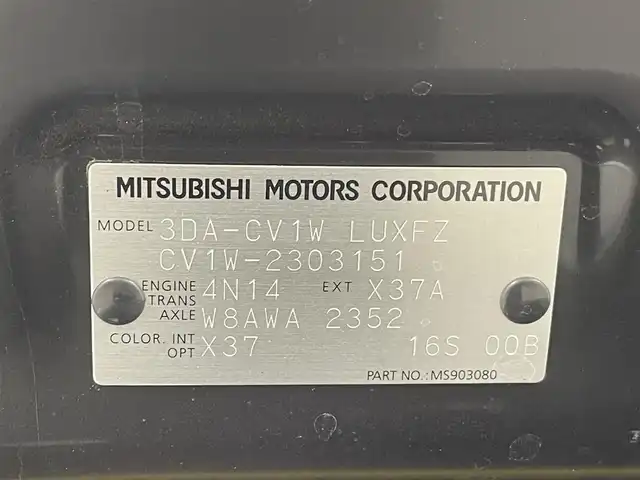 MITSUBISHI MOTORS CORPORATION
MODEL 3DA-CV1W LUXFZ
CV1W-2303151
ENGINE 4N14 EXT X37A
TRANS AXLE W8AWA 2352
COLOR. INT OPT X37 16S 00B
PART NO.:MS903080